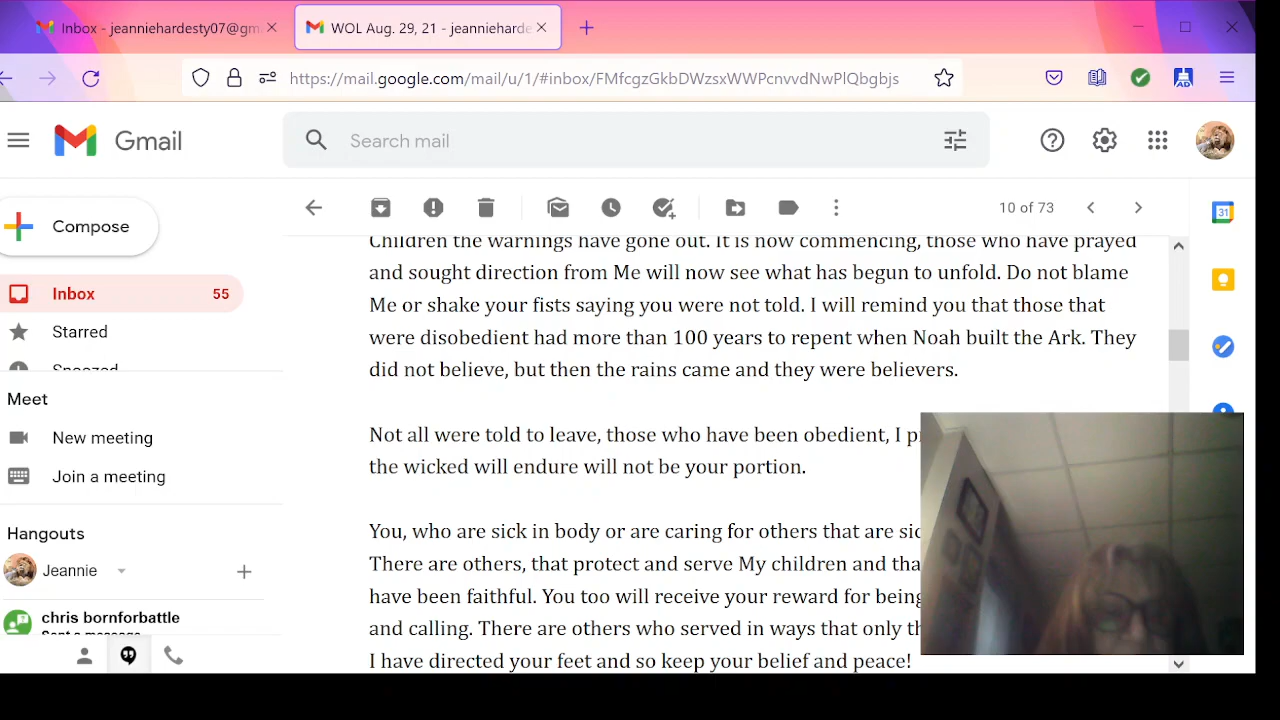 Inbox - jeanniehardesty07@gm
WOL Aug. 29, 21 - jeannieharde
https://mail.google.com/mail/u/1/#inbox/FMfcgzGkbDWzsxWWPcnvvdNwPlQbgbjs
AD
Gmail
Search mail
Compose
10 of 73
31
Inbox 55
Starred
Snoozed
Meet
New meeting
Join a meeting
Hangouts
Jeannie
chris bornforbattle
Sent a message
Children the warnings have gone out. It is now commencing, those who have prayed
and sought direction from Me will now see what has begun to unfold. Do not blame
Me or shake your fists saying you were not told. I will remind you that those that
were disobedient had more than 100 years to repent when Noah built the Ark. They
did not believe, but then the rains came and they were believers.
Not all were told to leave, those who have been obedient, I p
the wicked will endure will not be your portion.
You, who are sick in body or are caring for others that are sic
There are others, that protect and serve My children and tha
have been faithful. You too will receive your reward for being
and calling. There are others who served in ways that only th
I have directed your feet and so keep your belief and peace!